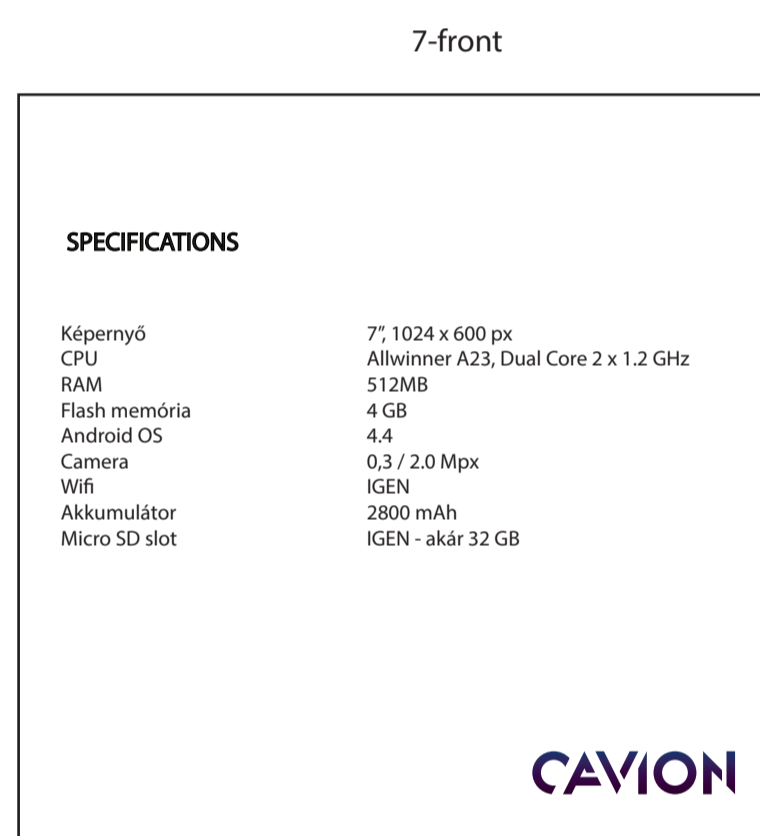 7-front
SPECIFICATIONS
Képernyő 7”, 1024 x 600 px
CPU Allwinner A23, Dual Core 2 x 1.2 GHz
RAM 512MB
Flash memória 4 GB
Android OS 4.4
Camera 0,3 / 2.0 Mpx
Wifi IGEN
Akkumulátor 2800 mAh
Micro SD slot IGEN - akár 32 GB
CAVION